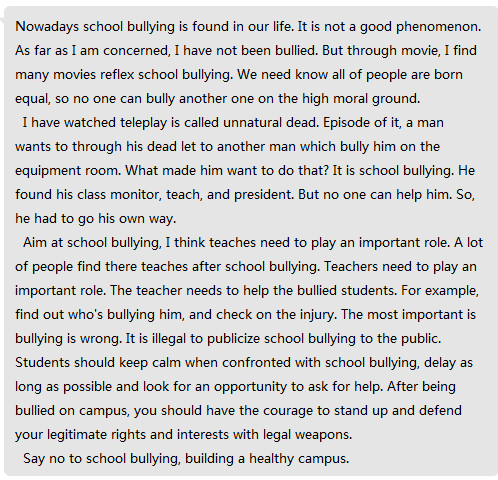 Nowadays school bullying is found in our life. It is not a good phenomenon.
As far as I am concerned, I have not been bullied. But through movie, I find
many movies reflex school bullying. We need know all of people are born
equal, so no one can bully another one on the high moral ground.
I have watched teleplay is called unnatural dead. Episode of it, a man
wants to through his dead let to another man which bully him on the
equipment room. What made him want to do that? It is school bullying. He
found his class monitor, teach, and president. But no one can help him. So,
he had to go his own way.
Aim at school bullying, I think teaches need to play an important role. A lot
of people find there teaches after school bullying. Teachers need to play an
important role. The teacher needs to help the bullied students. For example,
find out who's bullying him, and check on the injury. The most important is
bullying is wrong. It is illegal to publicize school bullying to the public.
Students should keep calm when confronted with school bullying, delay as
long as possible and look for an opportunity to ask for help. After being
bullied on campus, you should have the courage to stand up and defend
your legitimate rights and interests with legal weapons.
Say no to school bullying, building a healthy campus.